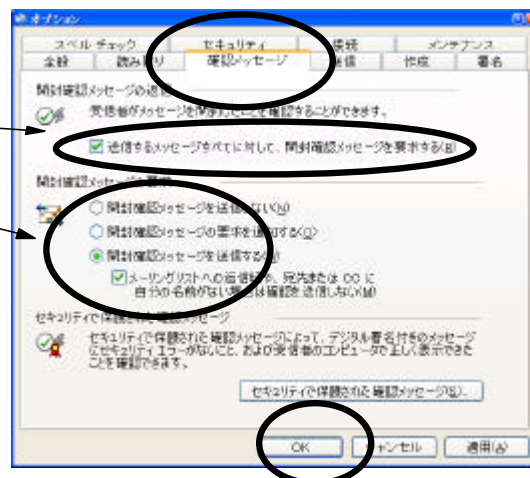 オプション
スペル チェック セキュリティ 接続 メンテナンス
全般 読み取り 確認メッセージ 送信 作成 署名
開封確認メッセージの返信
受信者がメッセージを開封したことを確認することができます。
送信するメッセージすべてに対して、開封確認メッセージを要求する(R)
開封確認メッセージの要求
開封確認メッセージを送信しない(N)
開封確認メッセージの要求を通知する(O)
開封確認メッセージを送信する
メーリングリストへの返信や、宛先または CC に
自分の名前がない場合は確認を送信しない(M)
セキュリティで保護された確認メッセージ
セキュリティで保護された確認メッセージによって、デジタル署名付きのメッセージ
にセキュリティ エラーがないこと、および受信者のコンピュータで正しく表示できた
ことを確認できます。
セキュリティで保護された確認メッセージ(S)...
OK キャンセル 適用(A)